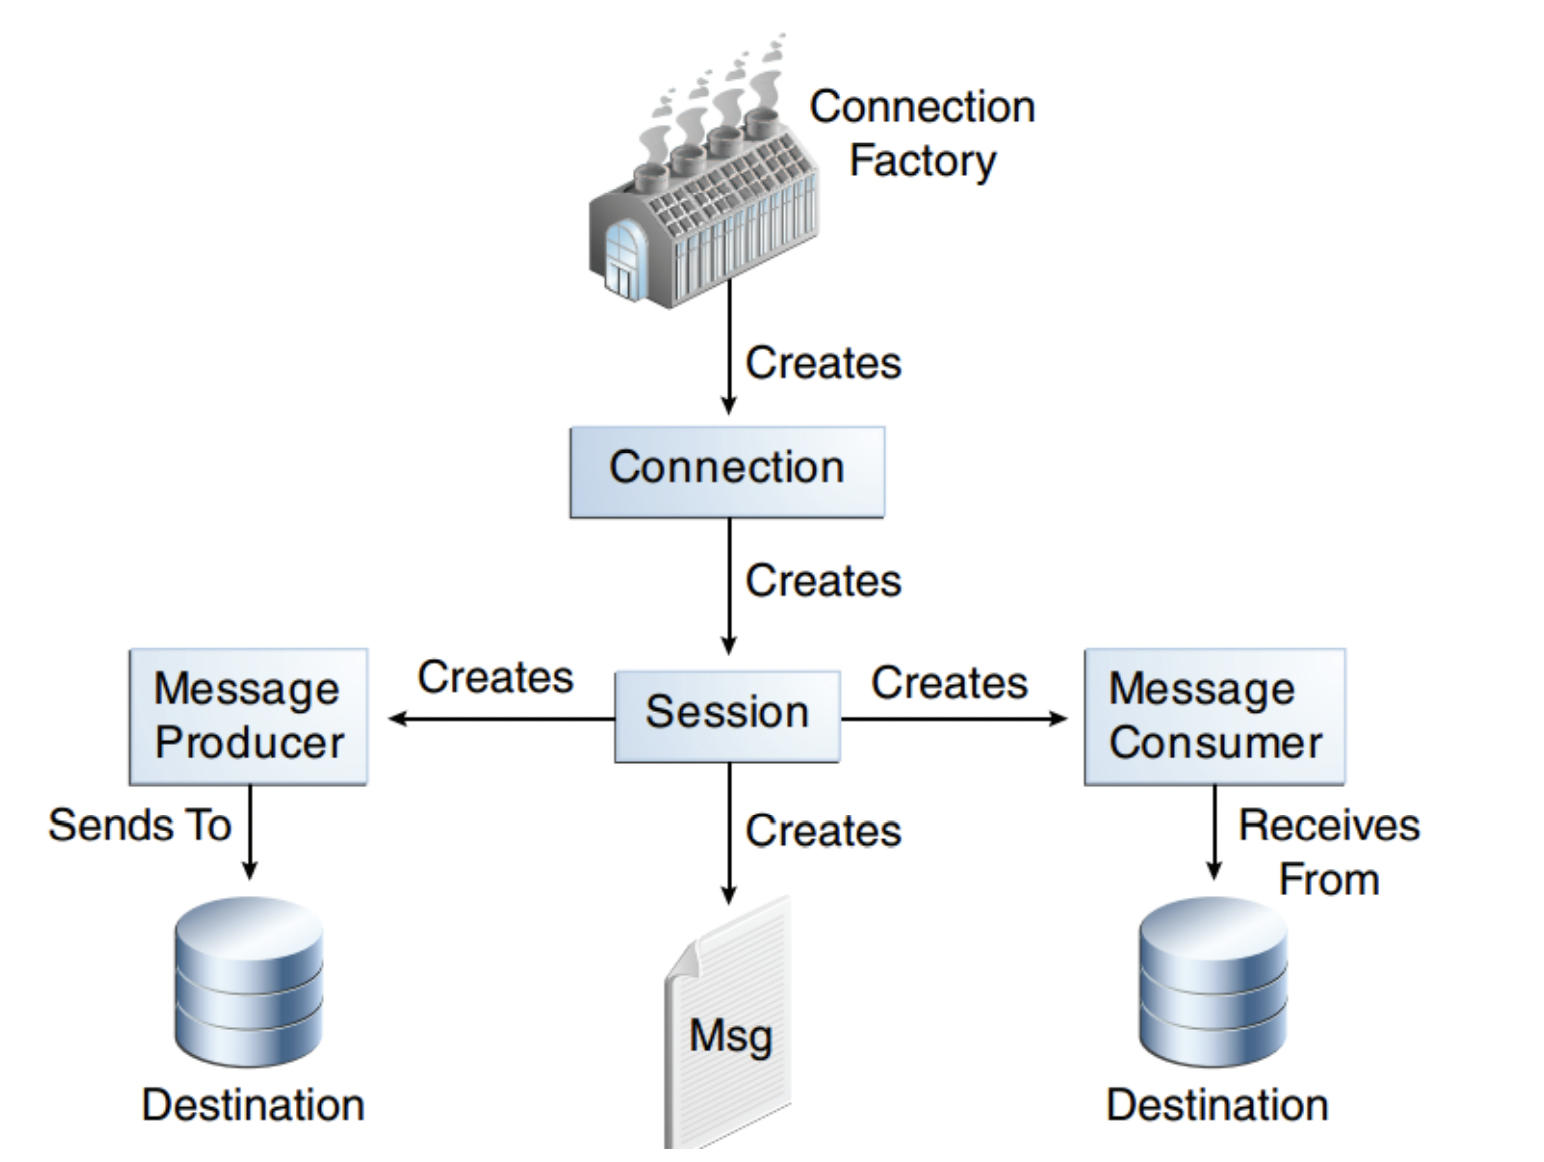 Connection
Factory
Creates
Connection
Creates
Message
Producer
Creates
Session
Creates
Message
Consumer
Sends To
Creates
Receives
From
Msg
Destination
Destination